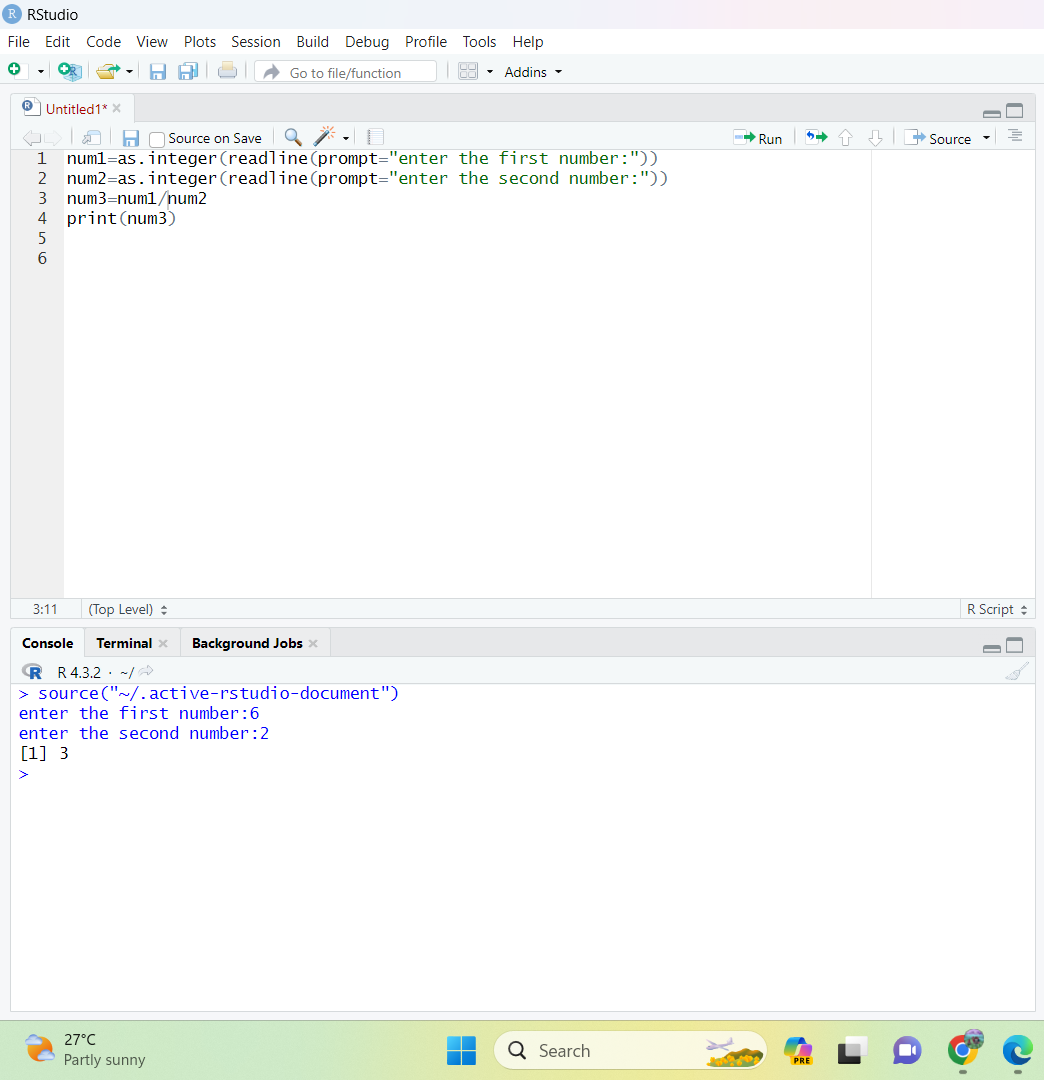 RStudio
File Edit Code View Plots Session Build Debug Profile Tools Help
Go to file/function Addins
Untitled1*
Source on Save Run Source
1 num1=as.integer(readline(prompt="enter the first number:"))
2 num2=as.integer(readline(prompt="enter the second number:"))
3 num3=num1/num2
4 print(num3)
5
6
3:11 (Top Level) R Script
Console Terminal Background Jobs
R 4.3.2 · ~/
> source("~/.active-rstudio-document")
enter the first number:6
enter the second number:2
[1] 3
>
27°C
Partly sunny
Search
PRE